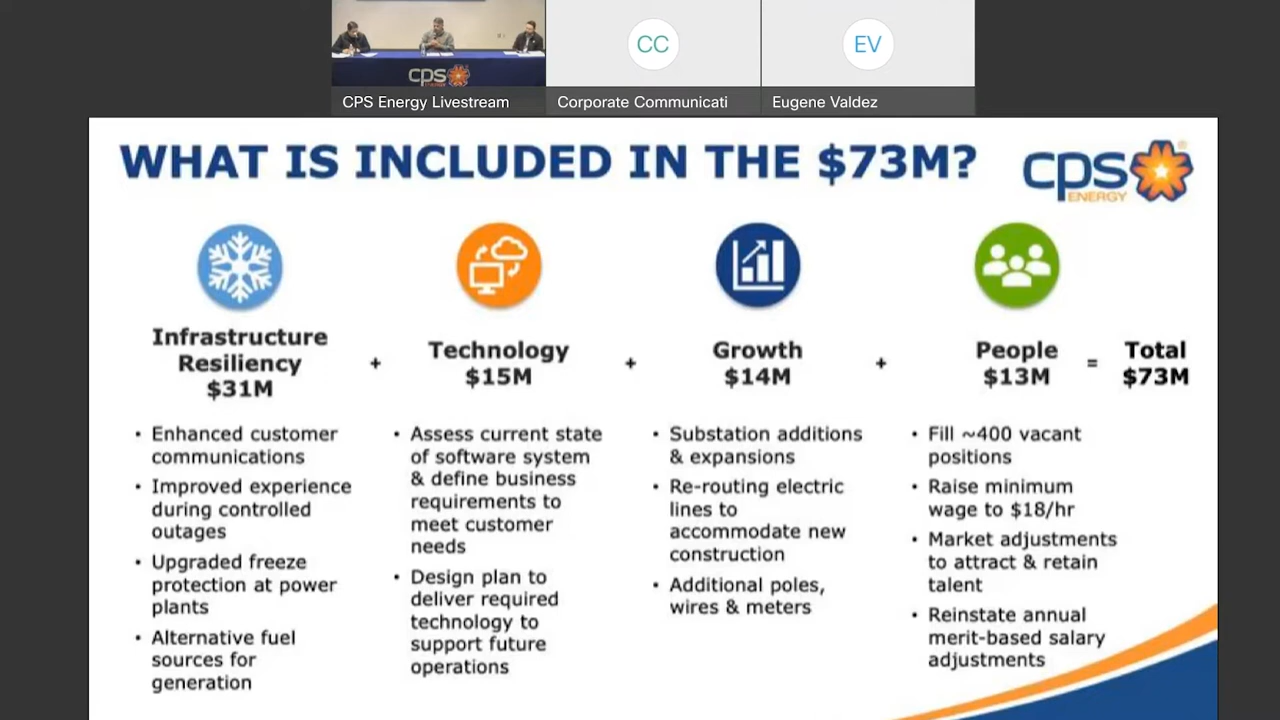 cps
ENERGY
CC
EV
CPS Energy Livestream
Corporate Communicati
Eugene Valdez
WHAT IS INCLUDED IN THE $73M?
cps
ENERGY
Infrastructure
Resiliency
$31M
+
Technology
$15M
+
Growth
$14M
+
People
$13M
=
Total
$73M
• Enhanced customer
communications
• Improved experience
during controlled
outages
• Upgraded freeze
protection at power
plants
• Alternative fuel
sources for
generation
• Assess current state
of software system
& define business
requirements to
meet customer
needs
• Design plan to
deliver required
technology to
support future
operations
• Substation additions
& expansions
• Re-routing electric
lines to
accommodate new
construction
• Additional poles,
wires & meters
• Fill ~400 vacant
positions
• Raise minimum
wage to $18/hr
• Market adjustments
to attract & retain
talent
• Reinstate annual
merit-based salary
adjustments